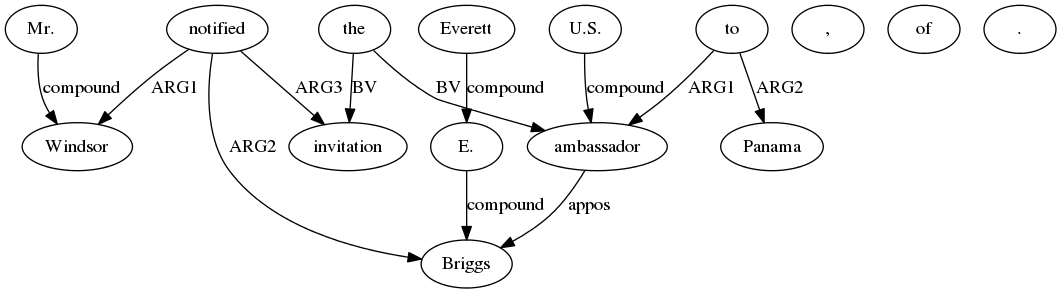 Mr. notified the Everett U.S. to , of .
compound ARG1 ARG3 BV BV compound compound ARG1 ARG2
Windsor invitation E. ambassador Panama
ARG2 compound appos
Briggs